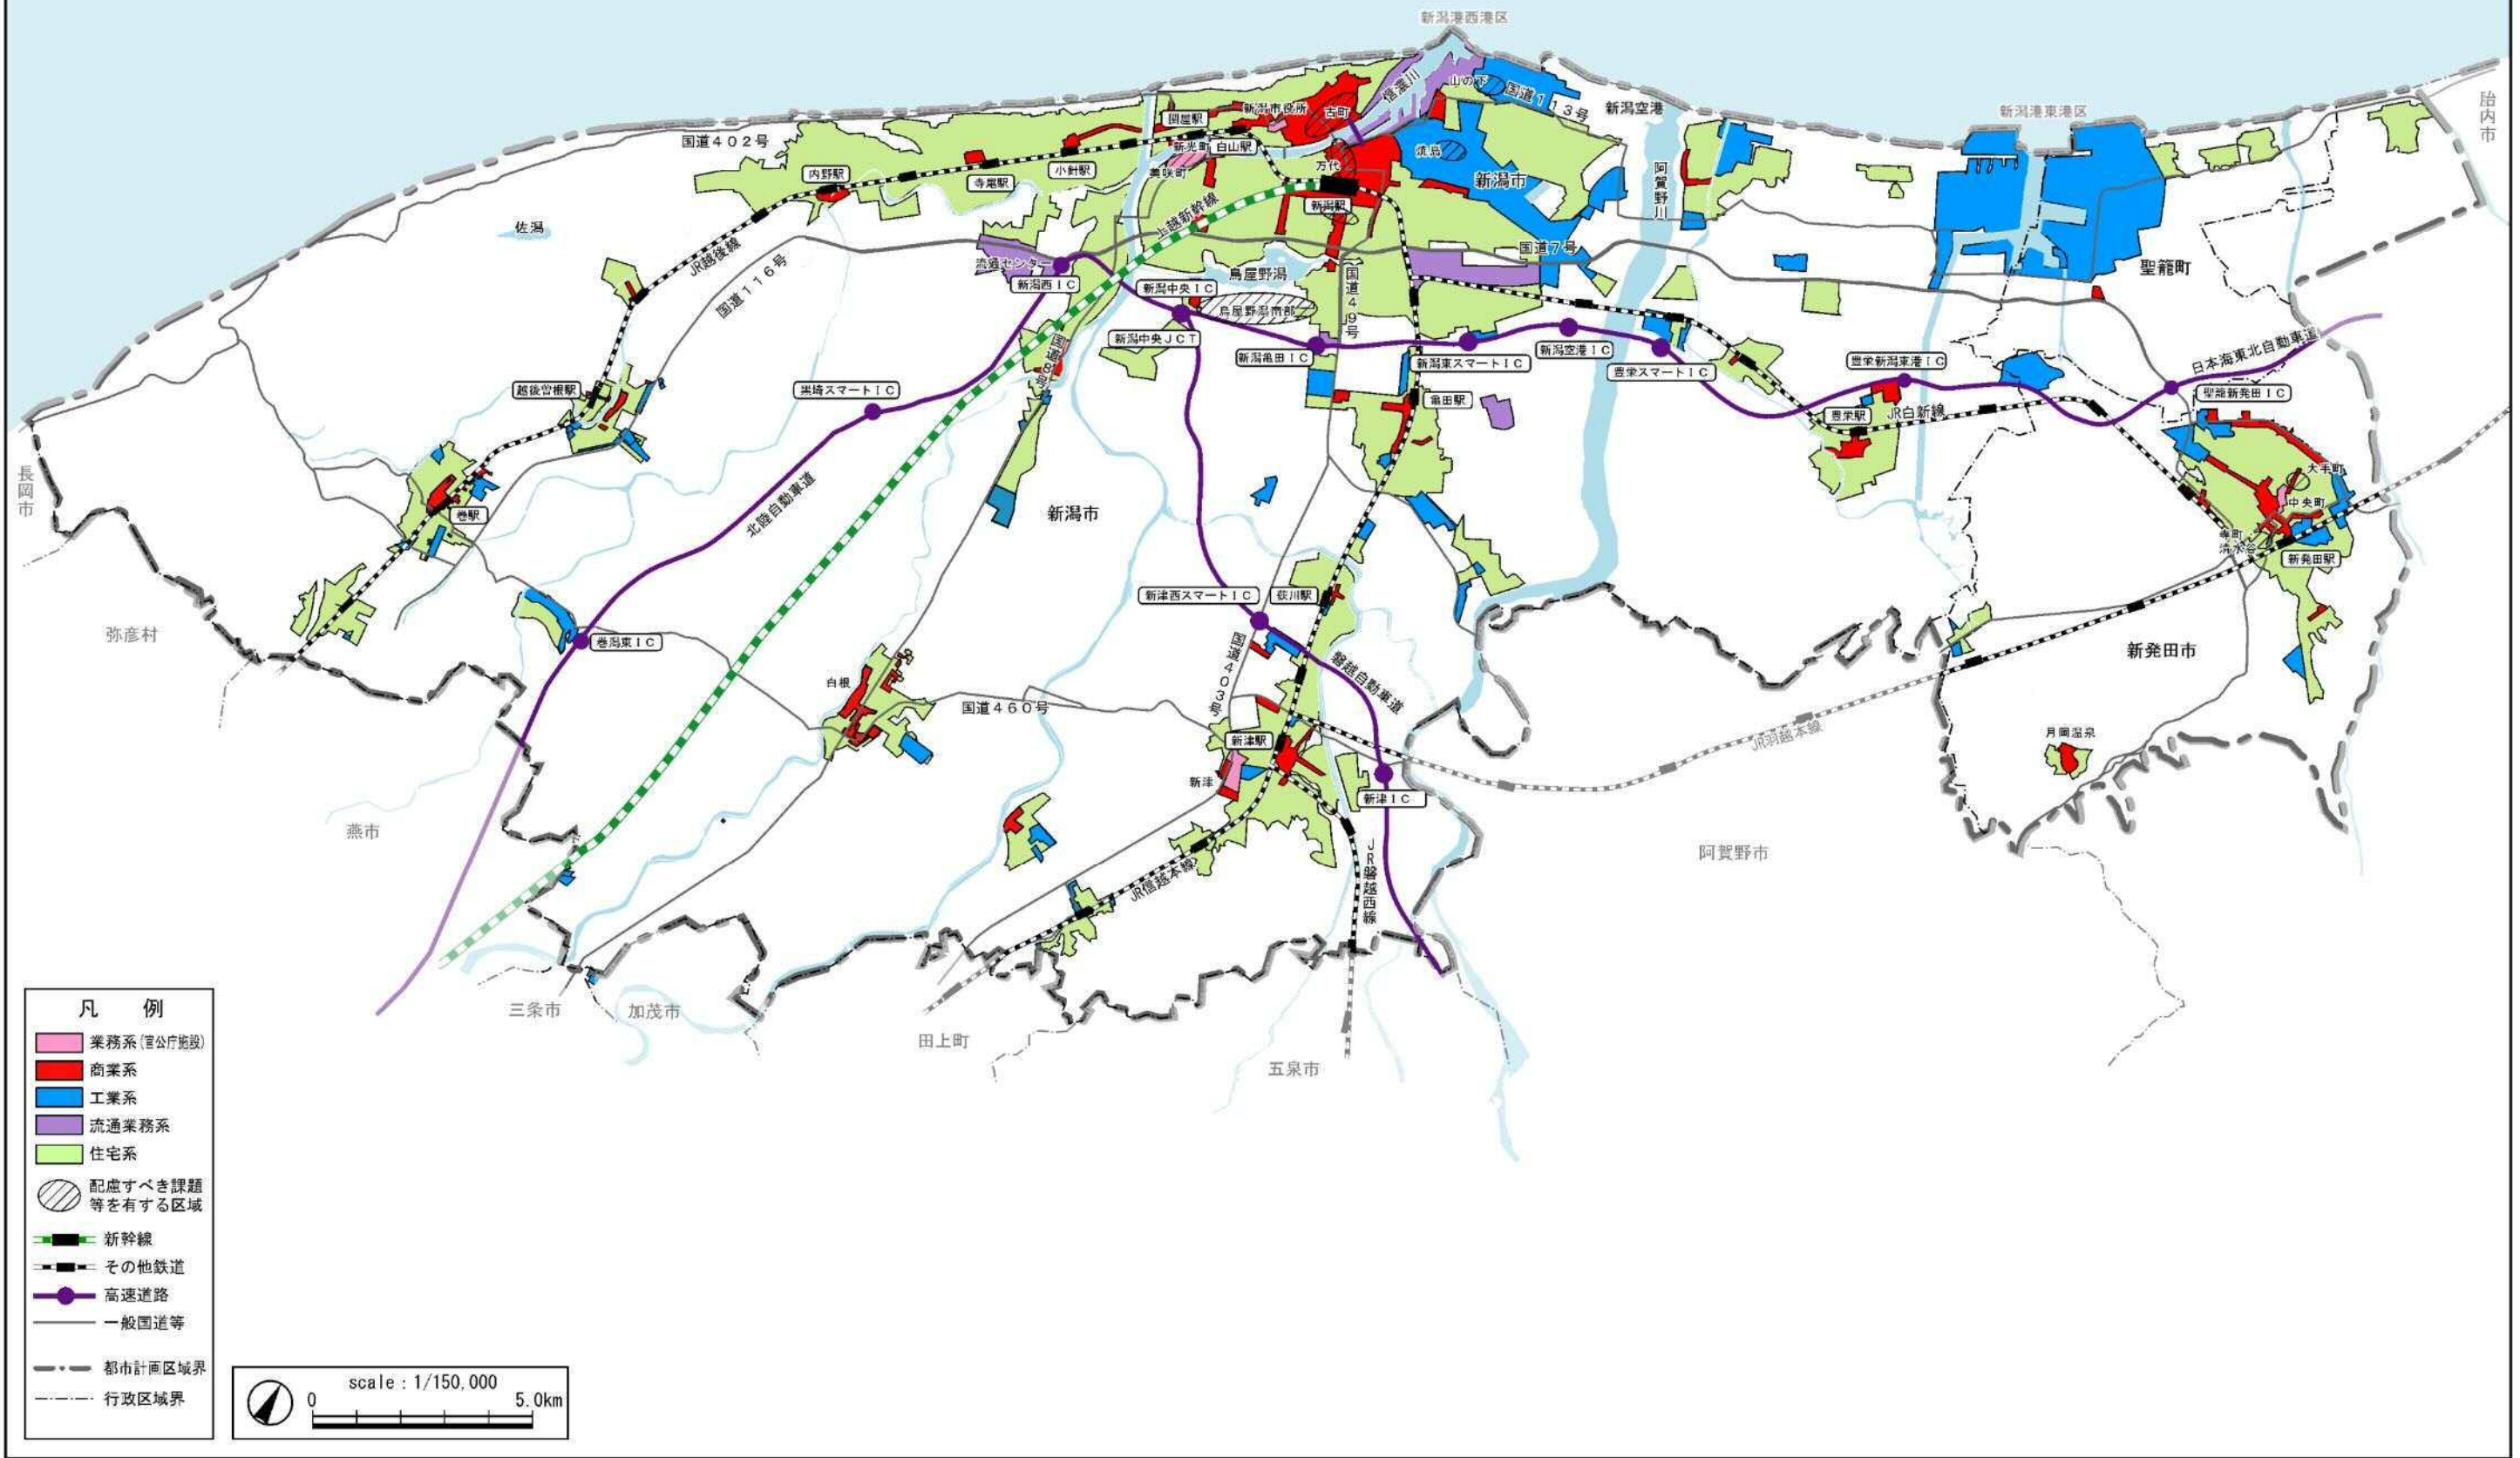 新潟港西港区
新潟港東港区
胎内市
国道402号
関屋駅
新潟市役所
古町
信濃川
山の下
国道113号
新潟空港
内野駅
寺尾駅
小針駅
新光町
白山駅
美咲町
万代
新潟駅
新潟市
阿賀野川
佐潟
JR越後線
国道116号
上越新幹線
流通センター
新潟西IC
鳥屋野潟
国道49号
国道7号
聖籠町
新潟中央IC
鳥屋野潟南部
新潟中央JCT
新潟亀田IC
新潟東スマートIC
新潟空港IC
豊栄スマートIC
豊栄新潟東港IC
日本海東北自動車道
聖籠新発田IC
国道8号
越後曽根駅
黒埼スマートIC
亀田駅
豊栄駅
JR白新線
長岡市
巻駅
北陸自動車道
新潟市
大手町
中央町
寺町
清水谷
新発田駅
新津西スマートIC
荻川駅
弥彦村
巻潟東IC
国道403号
磐越自動車道
新発田市
白根
国道460号
新津駅
JR羽越本線
月岡温泉
新津
新津IC
燕市
JR信越本線
JR磐越西線
阿賀野市
三条市
加茂市
田上町
五泉市
凡 例
業務系(官公庁施設)
商業系
工業系
流通業務系
住宅系
配慮すべき課題
等を有する区域
新幹線
その他鉄道
高速道路
一般国道等
都市計画区域界
行政区域界
scale : 1/150,000
0 5.0km